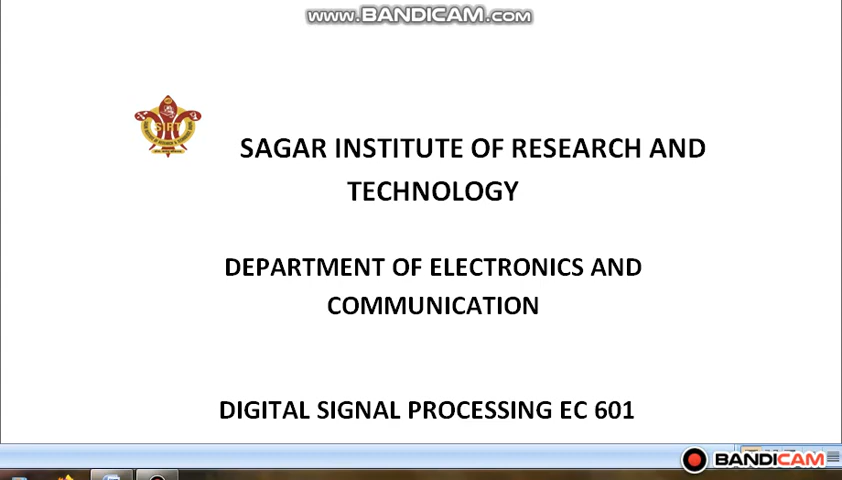 www.BANDICAM.com
SAGAR INSTITUTE OF RESEARCH AND
TECHNOLOGY
DEPARTMENT OF ELECTRONICS AND
COMMUNICATION
DIGITAL SIGNAL PROCESSING EC 601
BANDICAM